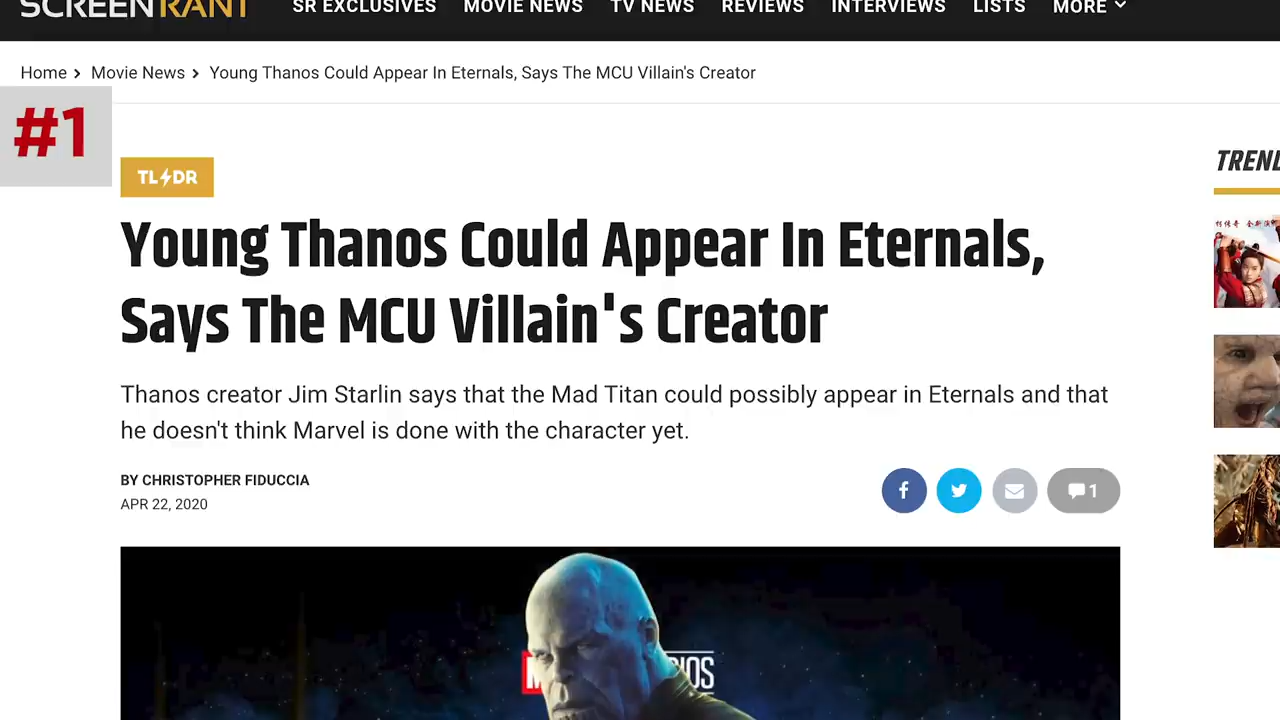 SCREENRANT SR EXCLUSIVES MOVIE NEWS TV NEWS REVIEWS INTERVIEWS LISTS MORE
Home > Movie News > Young Thanos Could Appear In Eternals, Says The MCU Villain's Creator
#1
TREND
TL DR
Young Thanos Could Appear In Eternals,
Says The MCU Villain's Creator
Thanos creator Jim Starlin says that the Mad Titan could possibly appear in Eternals and that
he doesn't think Marvel is done with the character yet.
BY CHRISTOPHER FIDUCCIA
APR 22, 2020
1